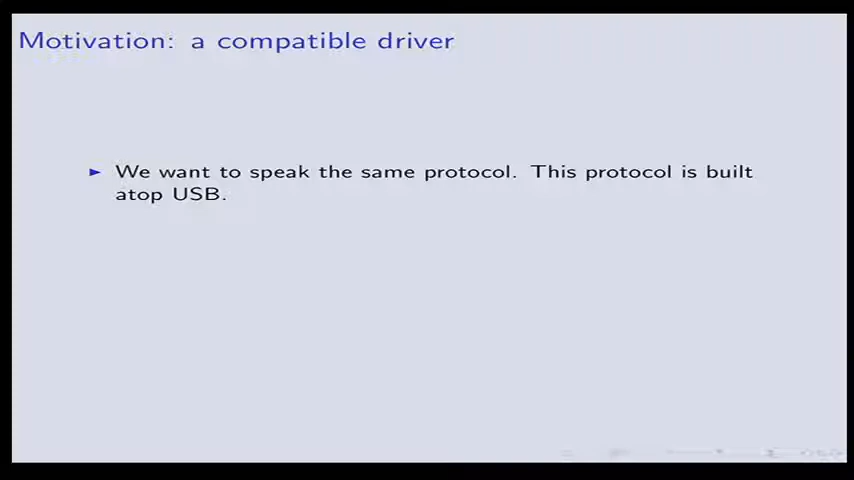 Motivation: a compatible driver
► We want to speak the same protocol. This protocol is built
atop USB.